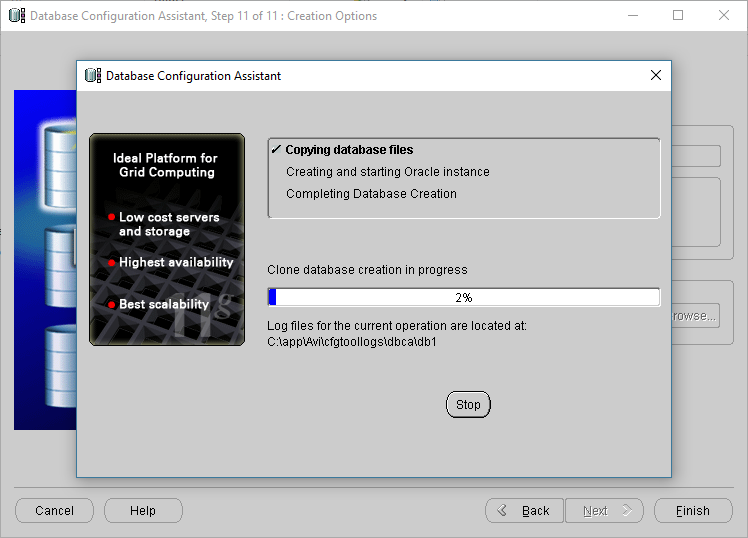 Database Configuration Assistant, Step 11 of 11 : Creation Options
Database Configuration Assistant
Ideal Platform for
Grid Computing
Low cost servers
and storage
Highest availability
Best scalability
11g
✓ Copying database files
Creating and starting Oracle instance
Completing Database Creation
Clone database creation in progress
2%
Log files for the current operation are located at:
C:\app\Avi\cfgtoollogs\dbca\db1
Stop
rowse...
Cancel
Help
Back
Next
Finish